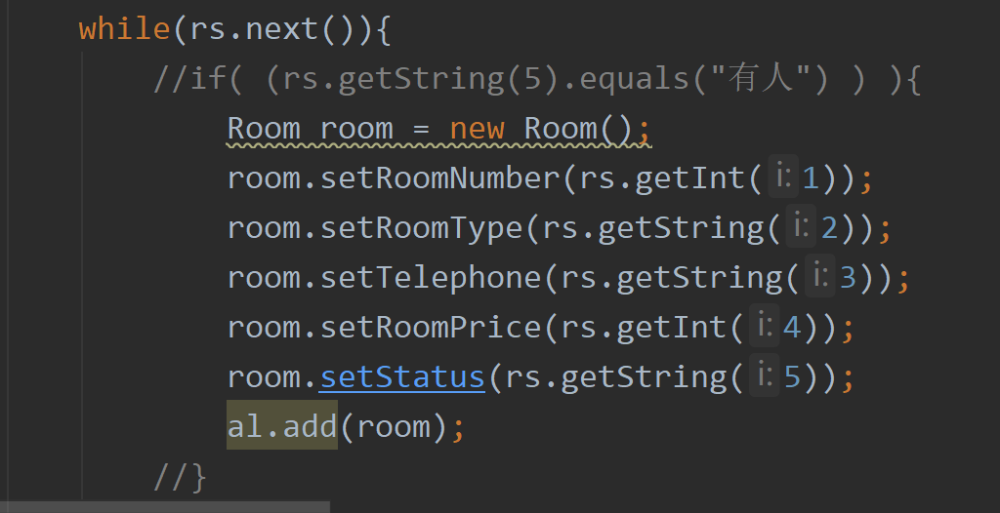 while(rs.next()){
//if( (rs.getString(5).equals("有人") ) ){
Room room = new Room();
room.setRoomNumber(rs.getInt( i: 1));
room.setRoomType(rs.getString( i: 2));
room.setTelephone(rs.getString( i: 3));
room.setRoomPrice(rs.getInt( i: 4));
room.setStatus(rs.getString( i: 5));
al.add(room);
//}